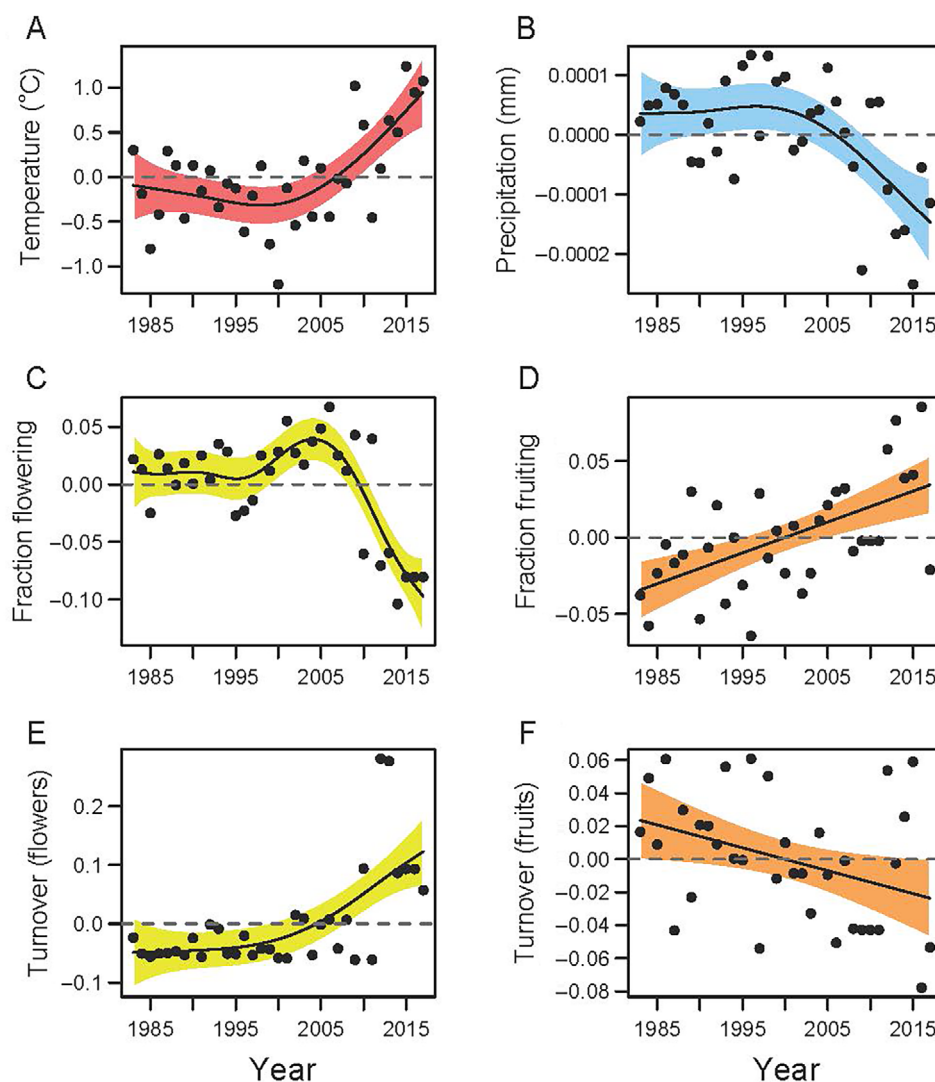 A
Temperature (°C)
1.0
0.5
0.0
−0.5
−1.0
1985 1995 2005 2015
B
Precipitation (mm)
0.0001
0.0000
−0.0001
−0.0002
1985 1995 2005 2015
C
Fraction flowering
0.05
0.00
−0.05
−0.10
1985 1995 2005 2015
D
Fraction fruiting
0.05
0.00
−0.05
1985 1995 2005 2015
E
Turnover (flowers)
0.2
0.1
0.0
−0.1
1985 1995 2005 2015
Year
F
Turnover (fruits)
0.06
0.04
0.02
0.00
−0.02
−0.04
−0.06
−0.08
1985 1995 2005 2015
Year